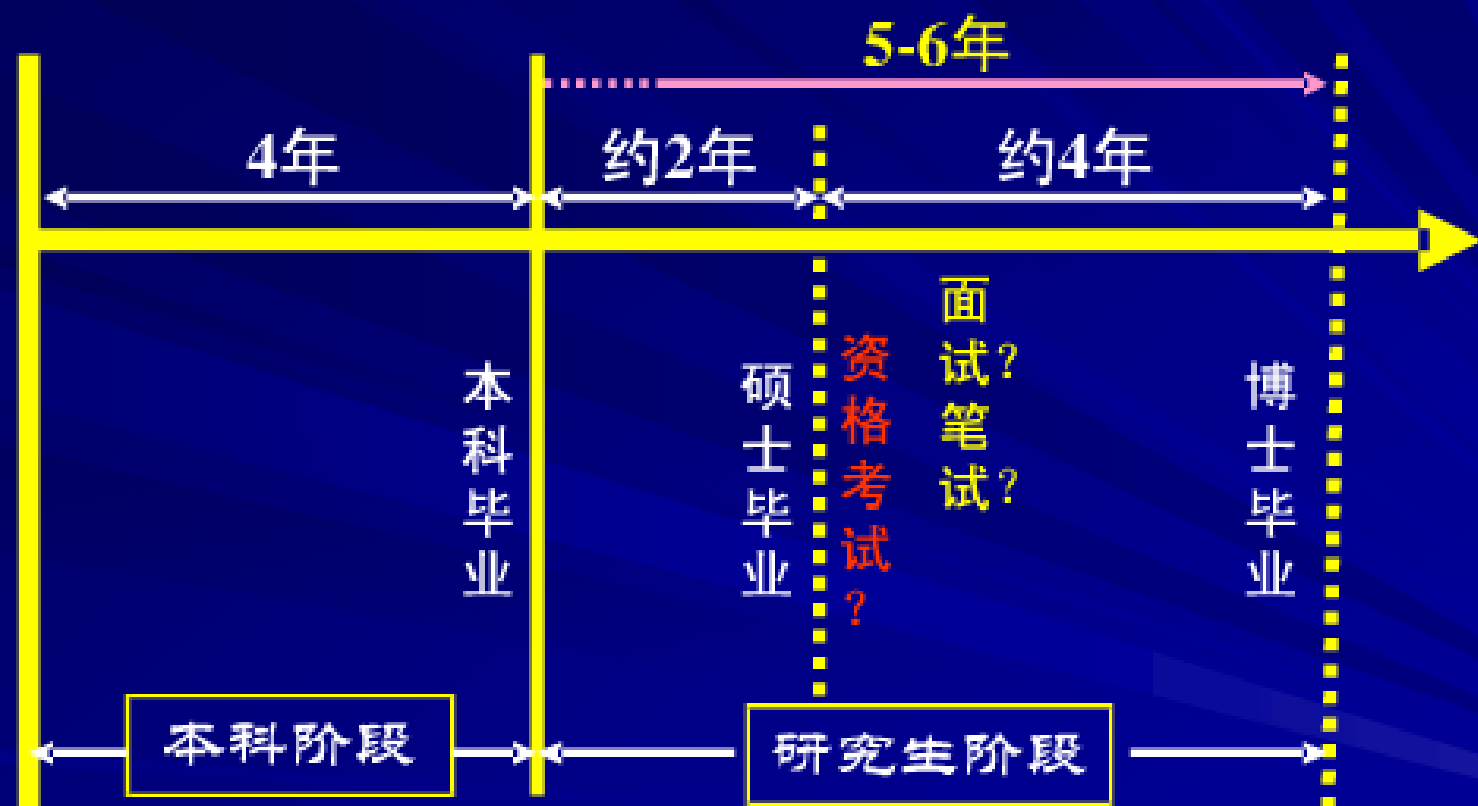 5-6年
4年
约2年
约4年
本科毕业
硕士毕业
资格考试？
面试？笔试？
博士毕业
本科阶段
研究生阶段